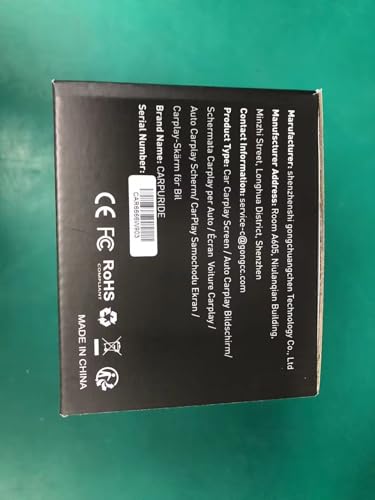 Manufacturer: shenzhenshi gongchuangchen Technology Co., Ltd
Manufacturer Address: Room A605, Niulanqian Building,
Minzhi Street, Longhua District, Shenzhen
Contact Information: service-c@gongcc.com
Product Type: Car Carplay Screen / Auto Carplay Bildschirm/
Schermata Carplay per Auto / Écran Voiture Carplay /
Auto Carplay Scherm/ CarPlay Samochodu Ekran /
Carplay-Skärm för Bil
Brand Name: CARPURIDE
Serial Number:
CAR6666VR03
CE FC RoHS
COMPLIANT
MADE IN CHINA